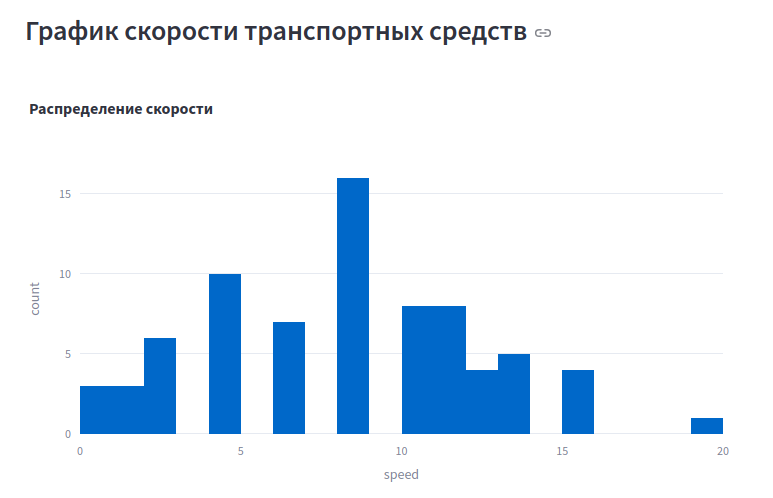 График скорости транспортных средств
Распределение скорости
15
10
5
0
count
0 5 10 15 20
speed